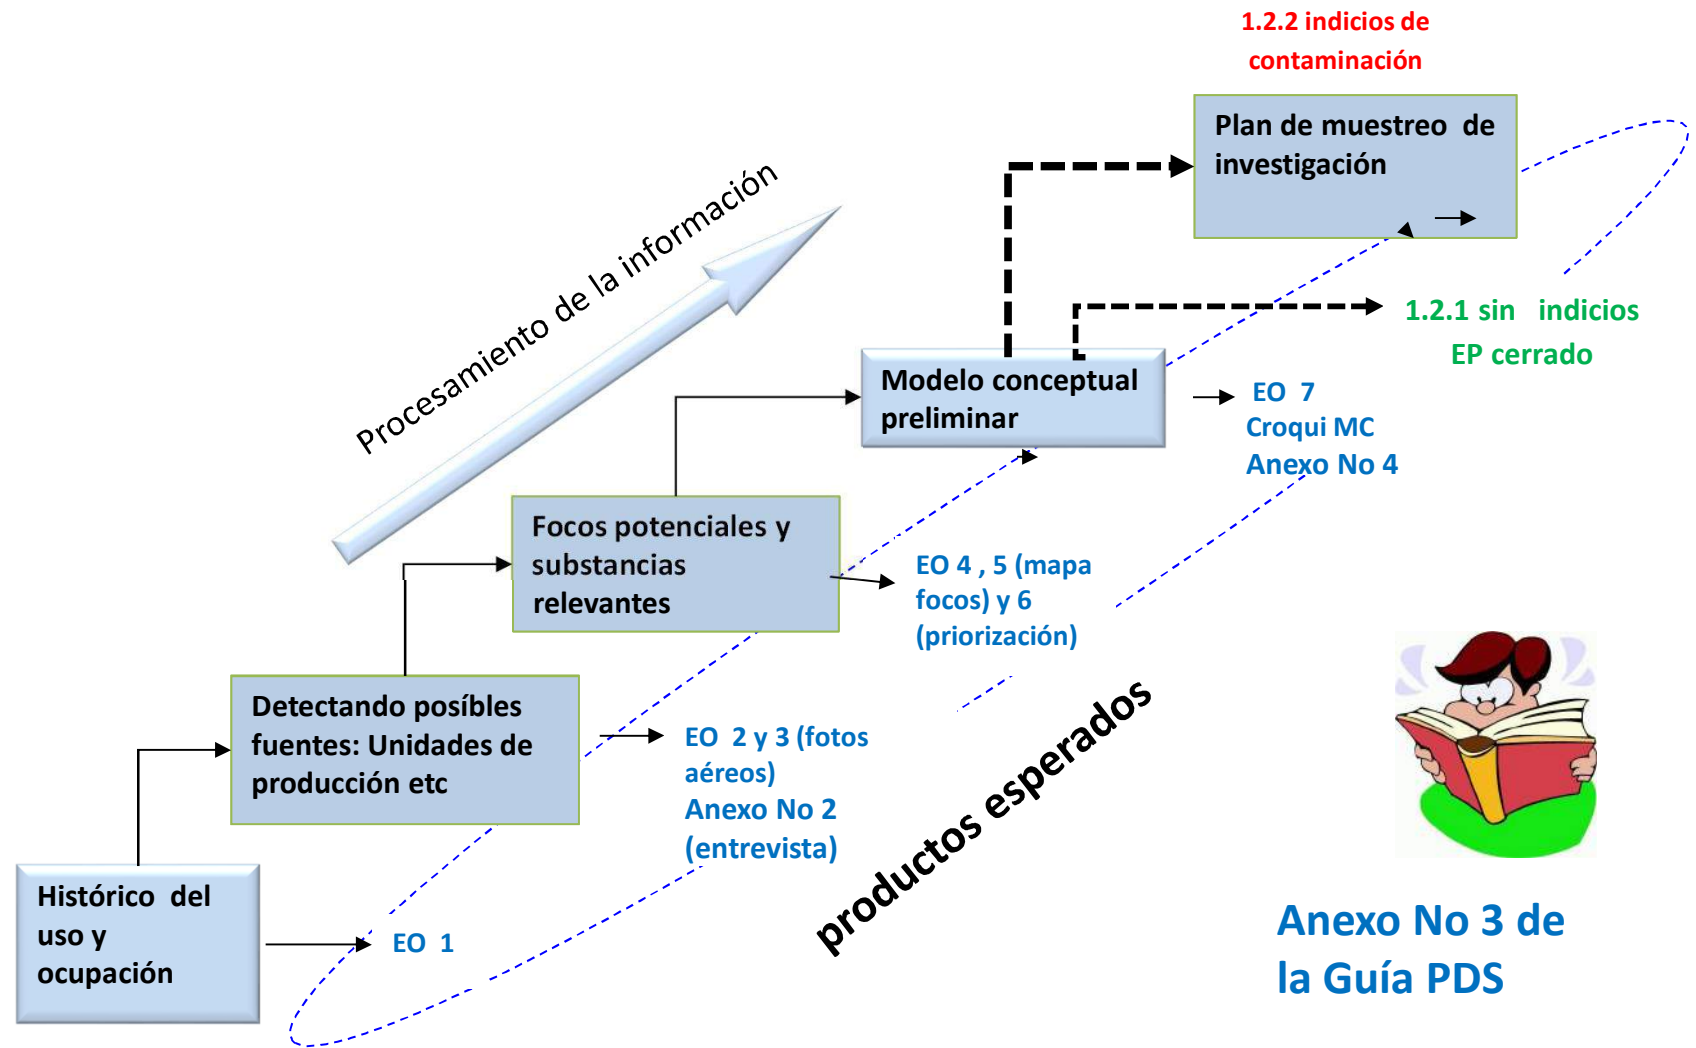 1.2.2 indicios de
contaminación
Plan de muestreo de
investigación
Procesamiento de la información
1.2.1 sin indicios
EP cerrado
Modelo conceptual
preliminar
EO 7
Croqui MC
Anexo No 4
Focos potenciales y
substancias
relevantes
EO 4 , 5 (mapa
focos) y 6
(priorización)
Detectando posíbles
fuentes: Unidades de
producción etc
EO 2 y 3 (fotos
aéreos)
Anexo No 2
(entrevista)
productos esperados
Histórico del
uso y
ocupación
EO 1
Anexo No 3 de
la Guía PDS